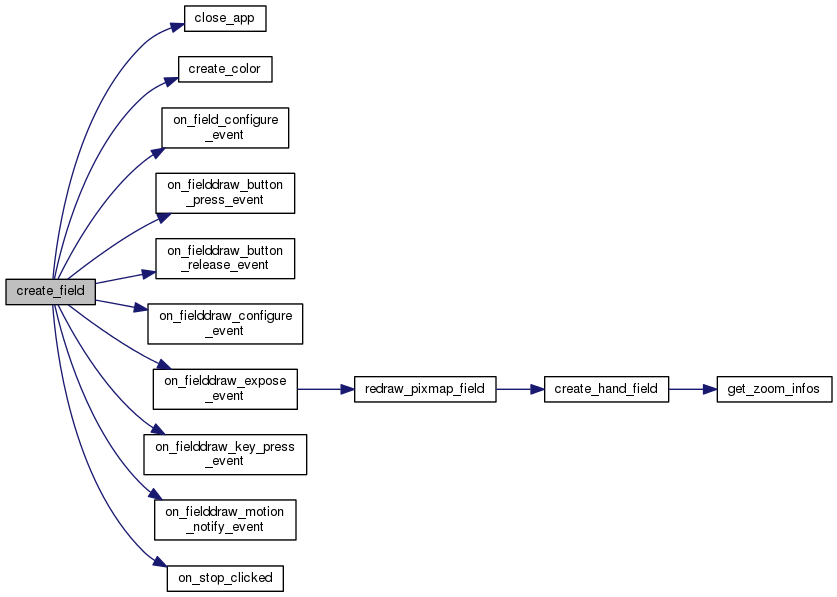 close_app
create_color
on_field_configure
_event
on_fielddraw_button
_press_event
on_fielddraw_button
_release_event
create_field
on_fielddraw_configure
_event
on_fielddraw_expose
_event
redraw_pixmap_field
create_hand_field
get_zoom_infos
on_fielddraw_key_press
_event
on_fielddraw_motion
_notify_event
on_stop_clicked